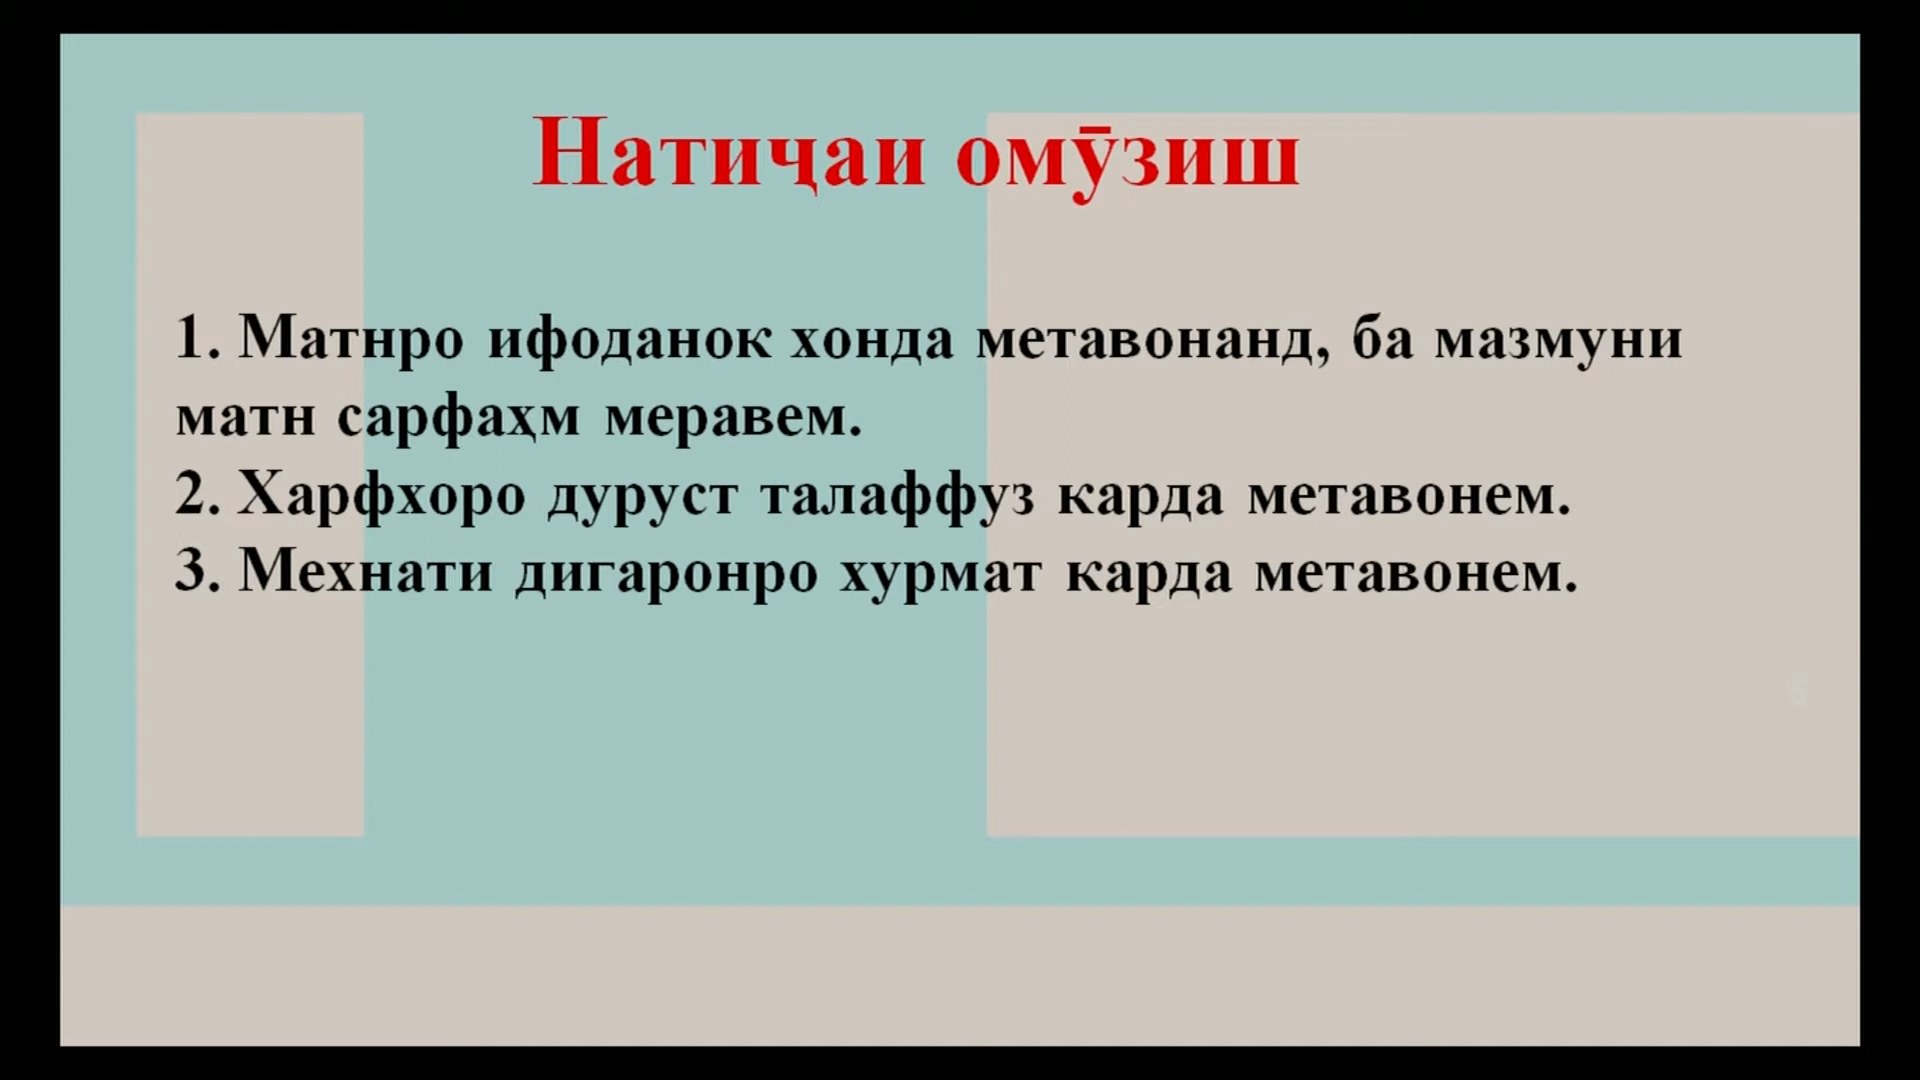 Натиҷаи омӯзиш
1. Матнро ифоданок хонда метавонанд, ба мазмуни
матн сарфаҳм меравем.
2. Харфхоро дуруст талаффуз карда метавонем.
3. Мехнати дигаронро хурмат карда метавонем.